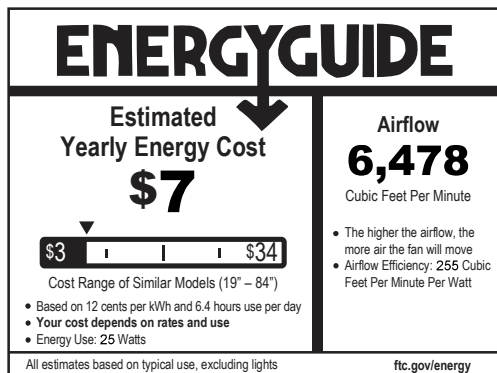 ENERGYGUIDE
Estimated
Yearly Energy Cost
$7
$3
$34
Cost Range of Similar Models (19” – 84”)
• Based on 12 cents per kWh and 6.4 hours use per day
• Your cost depends on rates and use
• Energy Use: 25 Watts
Airflow
6,478
Cubic Feet Per Minute
• The higher the airflow, the
more air the fan will move
• Airflow Efficiency: 255 Cubic
Feet Per Minute Per Watt
All estimates based on typical use, excluding lights
ftc.gov/energy